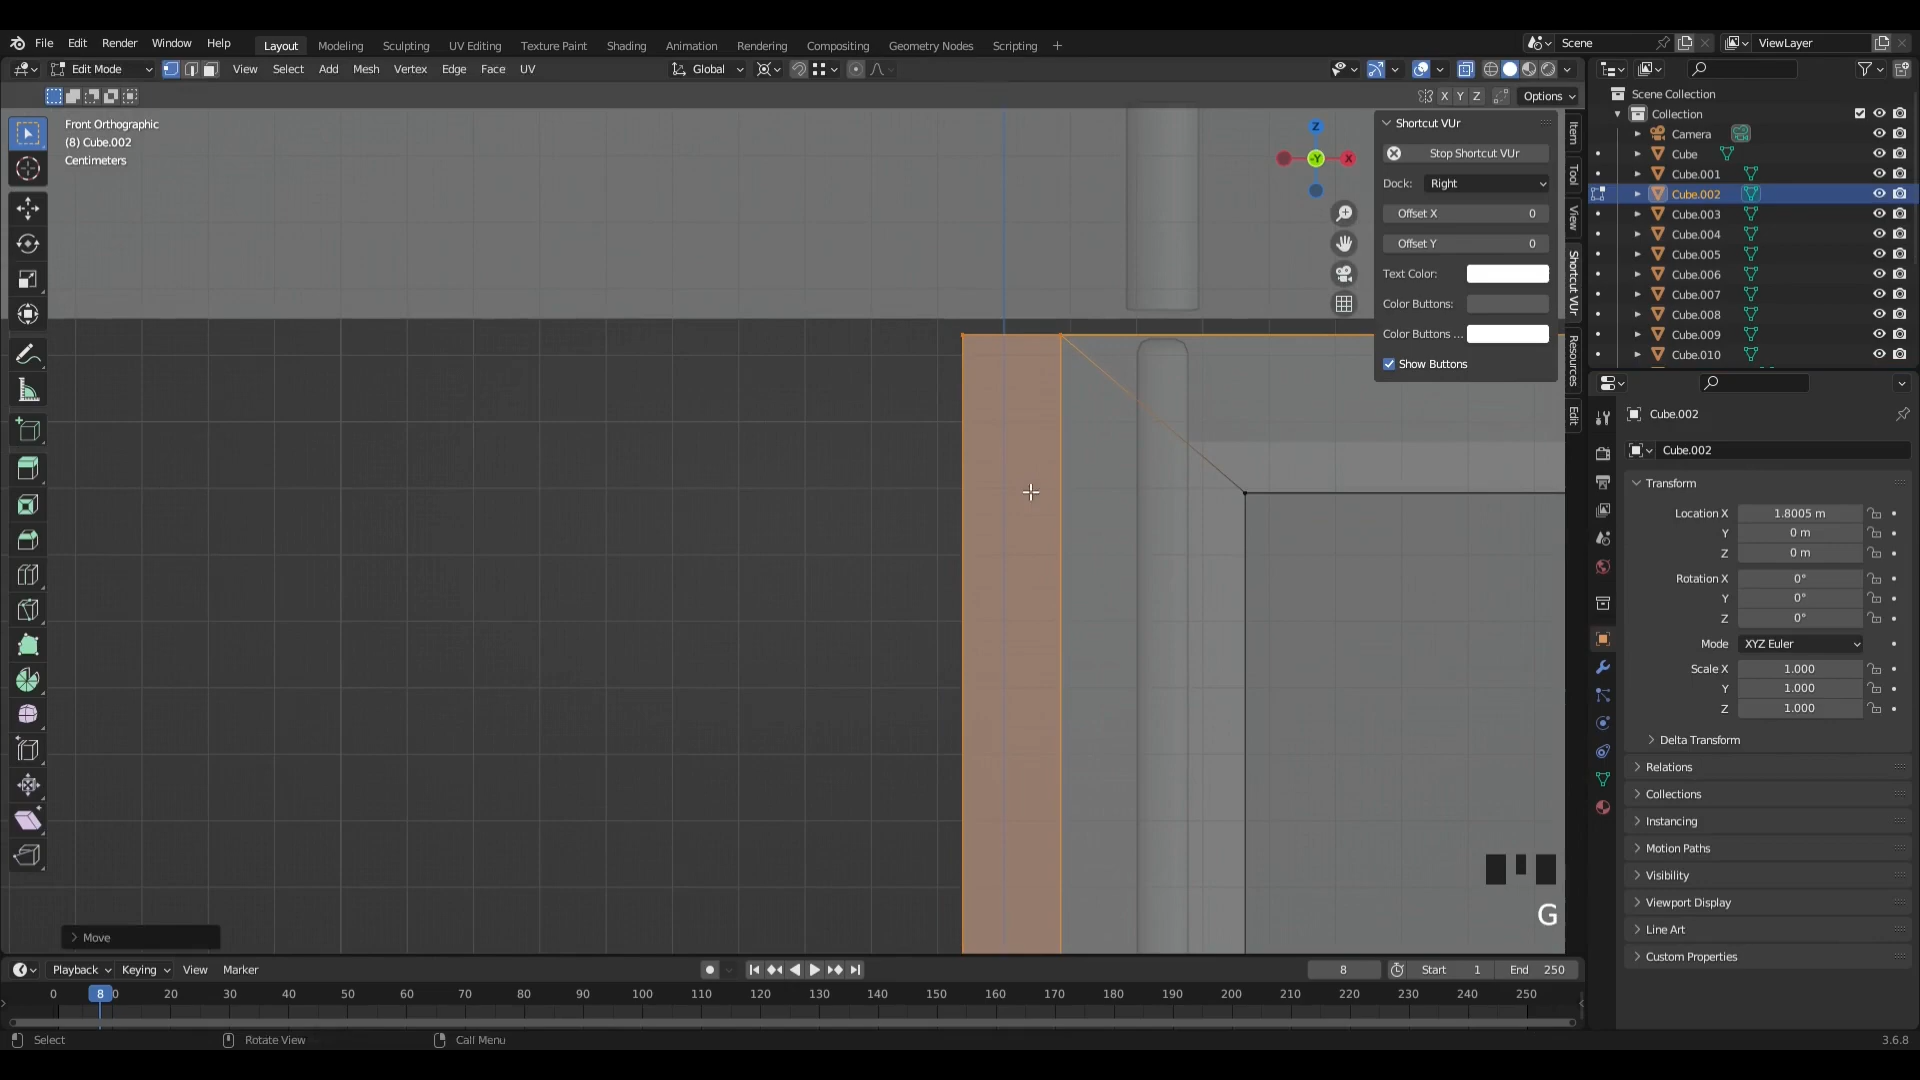 File Edit Render Window Help Layout Modeling Sculpting UV Editing Texture Paint Shading Animation Rendering Compositing Geometry Nodes Scripting + Scene ViewLayer
Edit Mode View Select Add Mesh Vertex Edge Face UV Global
X Y Z Options
Front Orthographic
(8) Cube.002
Centimeters
Z
-Y
X
Shortcut VUr
Stop Shortcut VUr
Dock: Right
Offset X 0
Offset Y 0
Text Color:
Color Buttons:
Color Buttons ...
Show Buttons
Item
Tool
View
Shortcut VUr
Resources
Edit
Scene Collection
Collection
Camera
Cube
Cube.001
Cube.002
Cube.003
Cube.004
Cube.005
Cube.006
Cube.007
Cube.008
Cube.009
Cube.010
Cube.002
Cube.002
Transform
Location X 1.8005 m
Y 0 m
Z 0 m
Rotation X 0°
Y 0°
Z 0°
Mode XYZ Euler
Scale X 1.000
Y 1.000
Z 1.000
Delta Transform
Relations
Collections
Instancing
Motion Paths
Visibility
Viewport Display
Line Art
Custom Properties
G
Move
Playback Keying View Marker 8 Start 1 End 250
0 8 0 20 30 40 50 60 70 80 90 100 110 120 130 140 150 160 170 180 190 200 210 220 230 240 250
Select Rotate View Call Menu 3.6.8